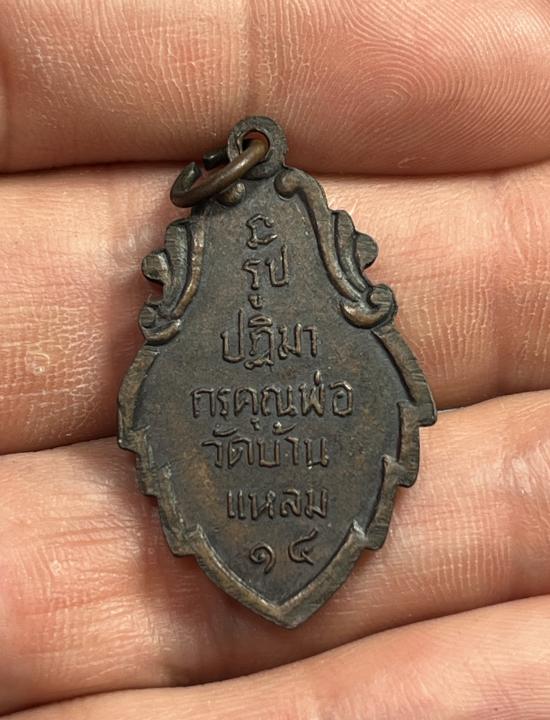 รูป
ปฏิมา
กรคุณพ่อ
วัดบ้าน
แหลม
๑๔